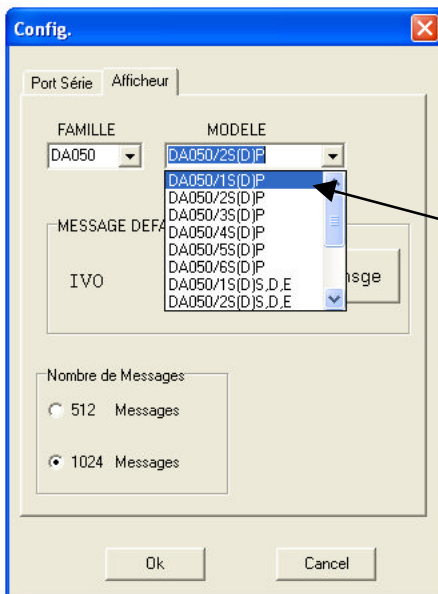 Config.
Port Série Afficheur
FAMILLE MODELE
DA050 DA050/2S(D)P
DA050/1S(D)P
DA050/2S(D)P
DA050/3S(D)P
DA050/4S(D)P
DA050/5S(D)P
DA050/6S(D)P
DA050/1S(D)S,D,E
DA050/2S(D)S,D,E
MESSAGE DEFA
IVO nsge
Nombre de Messages
512 Messages
1024 Messages
Ok Cancel